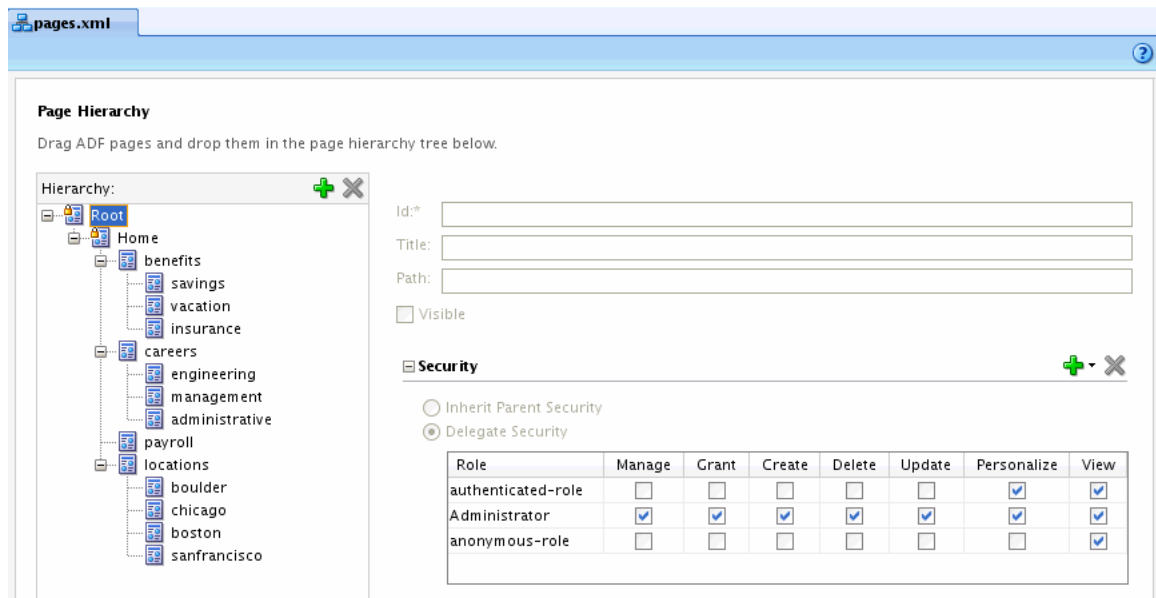 pages.xml
Page Hierarchy
Drag ADF pages and drop them in the page hierarchy tree below.
Hierarchy:
Root
Home
benefits
savings
vacation
insurance
careers
engineering
management
administrative
payroll
locations
boulder
chicago
boston
sanfrancisco
Id:*
Title:
Path:
Visible
Security
Inherit Parent Security
Delegate Security
Role Manage Grant Create Delete Update Personalize View
authenticated-role
Administrator
anonymous-role